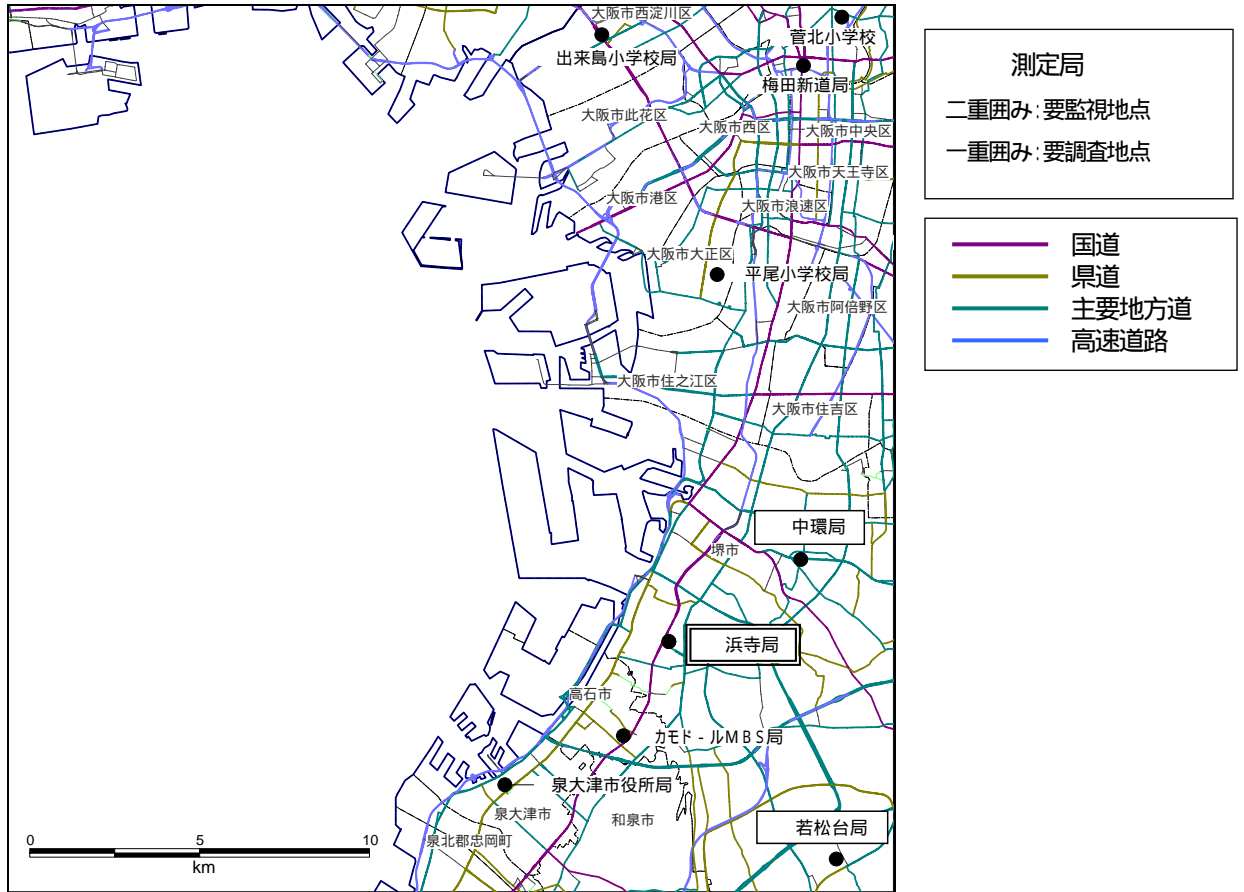 大阪市西淀川区
菅北小学校
出来島小学校局
梅田新道局
大阪市此花区
大阪市西区
大阪市中央区
大阪市天王寺区
大阪市港区
大阪市浪速区
大阪市大正区
平尾小学校局
大阪市阿倍野区
大阪市住之江区
大阪市住吉区
中環局
堺市
浜寺局
高石市
カモド-ルMBS局
泉大津市役所局
泉大津市
和泉市
若松台局
泉北郡忠岡町
0 5 10
km
測定局
二重囲み:要監視地点
一重囲み:要調査地点
国道
県道
主要地方道
高速道路